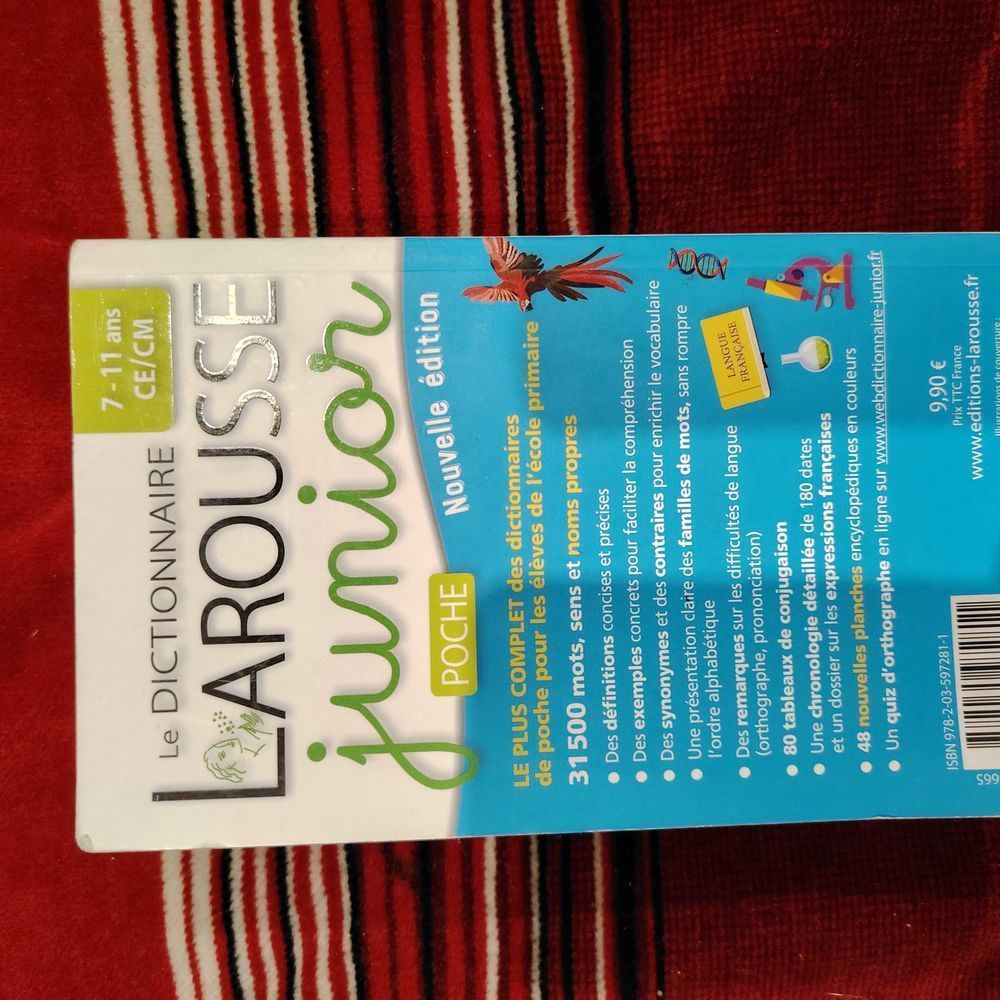 7 - 11 ans
CE/CM
Le DICTIONNAIRE
LAROUSSE
junior
POCHE
Nouvelle édition
LE PLUS COMPLET des dictionnaires
de poche pour les élèves de l'école primaire
31 500 mots, sens et noms propres
• Des définitions concises et précises
• Des exemples concrets pour faciliter la compréhension
• Des synonymes et des contraires pour enrichir le vocabulaire
• Une présentation claire des familles de mots, sans rompre
l'ordre alphabétique
• Des remarques sur les difficultés de langue
(orthographe, prononciation)
• 80 tableaux de conjugaison
• Une chronologie détaillée de 180 dates
et un dossier sur les expressions françaises
• 48 nouvelles planches encyclopédiques en couleurs
• Un quiz d'orthographe en ligne sur www.webdictionnaire-junior.fr
LANGUE
FRANÇAISE
9,90 €
Prix TTC France
www.editions-larousse.fr
ISBN 978-2-03-597281-1